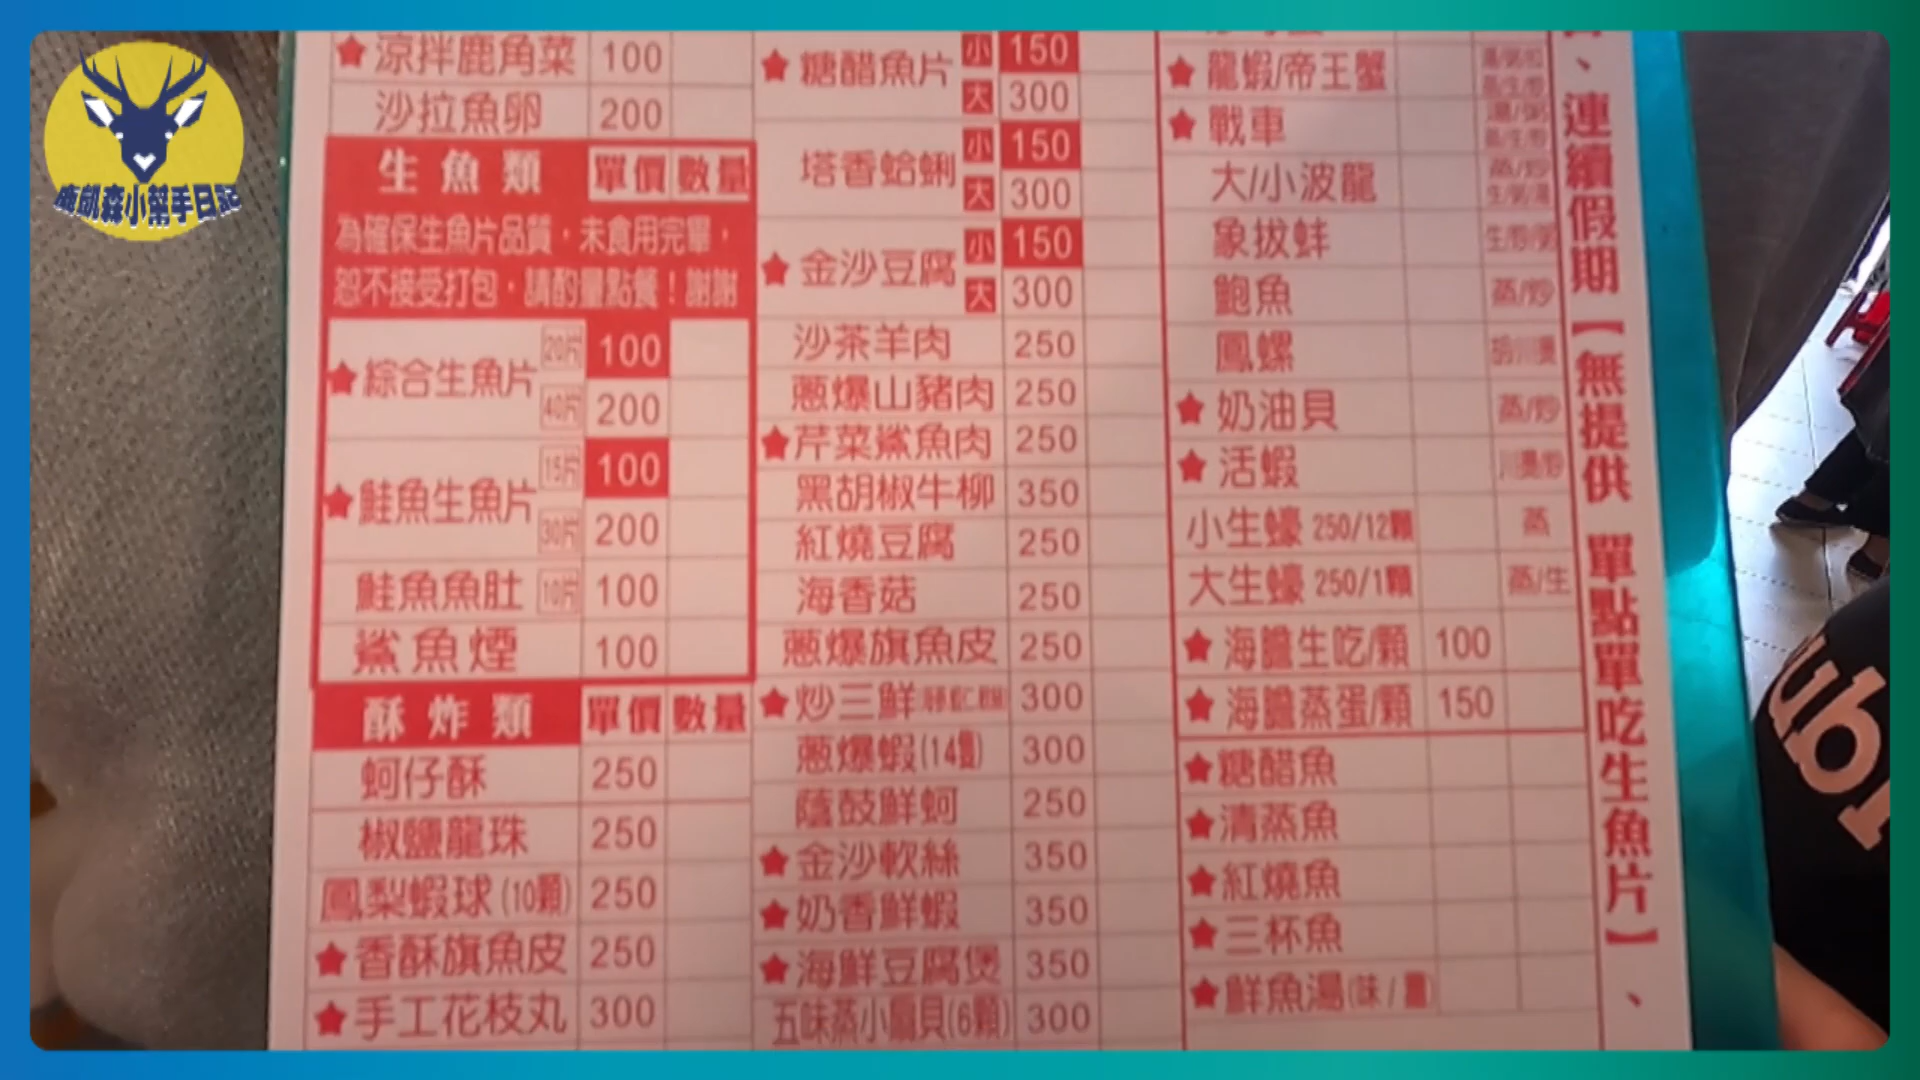 鹿凱森小菜手日記
★涼拌鹿角菜 100
沙拉魚卵 200
生魚類 單價 數量
為確保生魚片品質，未食用完畢，
恕不接受打包，請酌量點餐！謝謝
★綜合生魚片 20片 100
40片 200
★鮭魚生魚片 15片 100
30片 200
鮭魚魚肚 10片 100
鯊魚煙 100
酥炸類 單價 數量
蚵仔酥 250
椒鹽龍珠 250
鳳梨蝦球(10顆) 250
★香酥旗魚皮 250
★手工花枝丸 300
★糖醋魚片 小 150
大 300
塔香蛤蜊 小 150
大 300
★金沙豆腐 小 150
大 300
沙茶羊肉 250
蔥爆山豬肉 250
★芹菜鯊魚肉 250
黑胡椒牛柳 350
紅燒豆腐 250
海香菇 250
蔥爆旗魚皮 250
★炒三鮮 300
蔥爆蝦(14隻) 300
蔭鼓鮮蚵 250
★金沙軟絲 350
★奶香鮮蝦 350
★海鮮豆腐煲 350
五味蒸小扇貝(6顆) 300
★龍蝦/帝王蟹
★戰車
大/小波龍
象拔蚌
鮑魚 蒸/炒
鳳螺
★奶油貝 蒸/炒
★活蝦
小生蠔 250/12顆 蒸
大生蠔 250/1顆 蒸/生
★海膽生吃/顆 100
★海膽蒸蛋/顆 150
★糖醋魚
★清蒸魚
★紅燒魚
★三杯魚
★鮮魚湯(味/薑)
、連續假期【無提供 單點單吃生魚片】、
ub